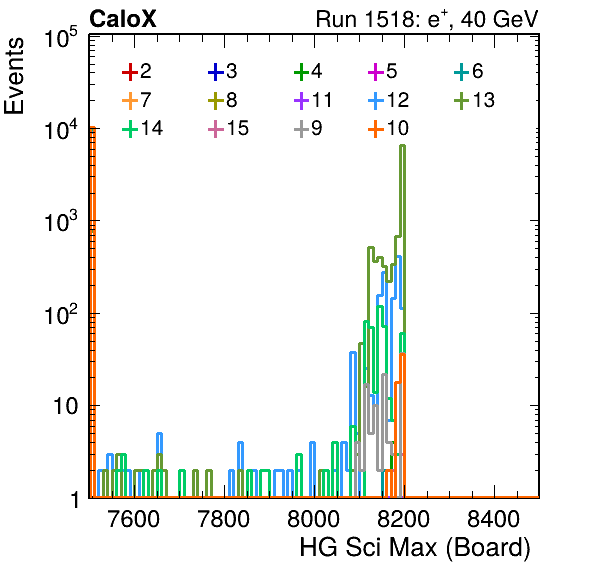 CaloX Run 1518: e⁺, 40 GeV
Events
10⁵
10⁴
10³
10²
10
1
2 3 4 5 6
7 8 11 12 13
14 15 9 10
7600 7800 8000 8200 8400
HG Sci Max (Board)